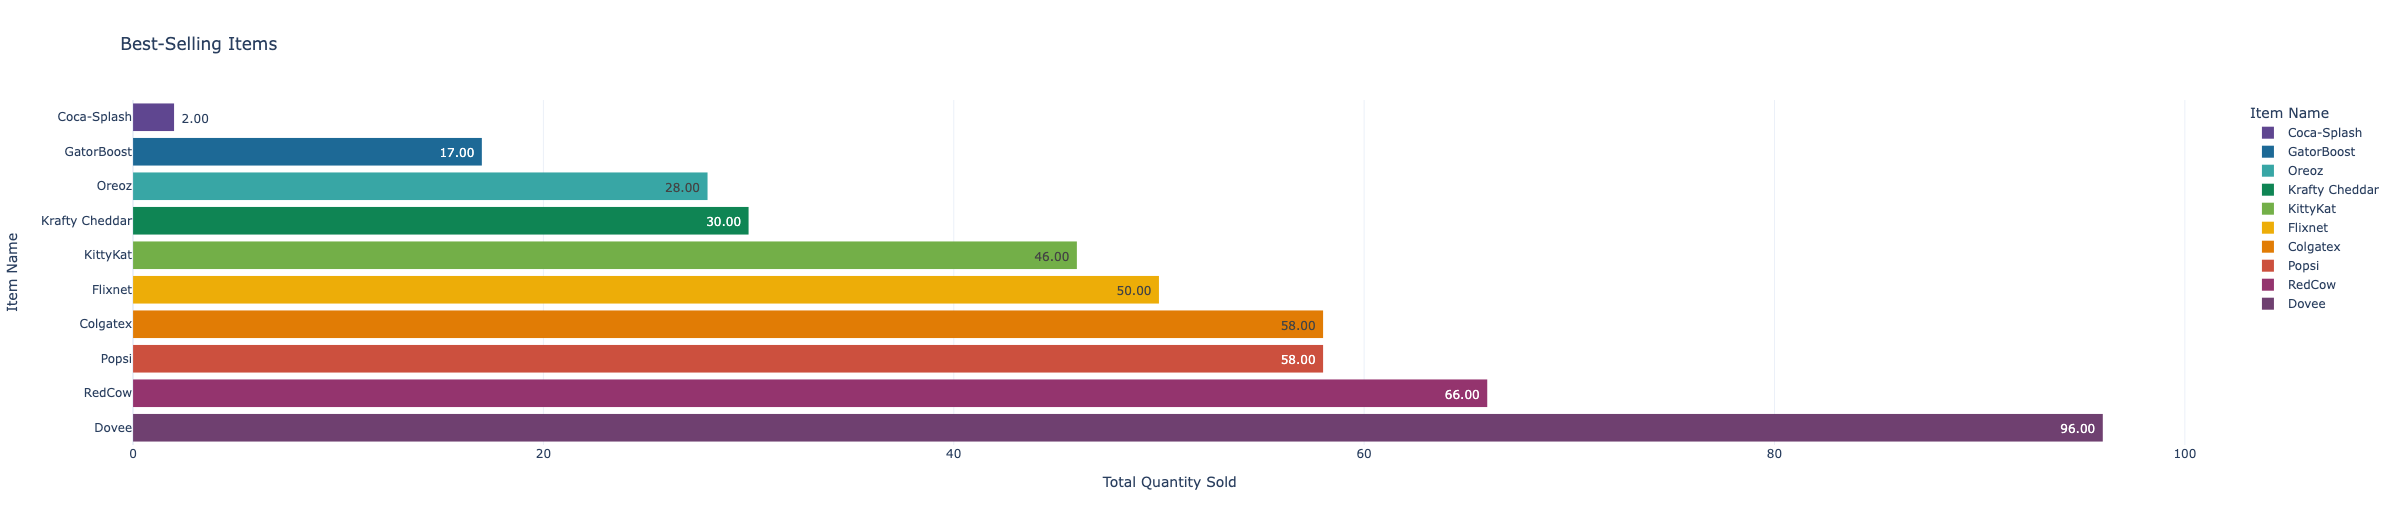 Best-Selling Items
Item Name
Coca-Splash 2.00
GatorBoost 17.00
Oreoz 28.00
Krafty Cheddar 30.00
KittyKat 46.00
Flixnet 50.00
Colgatex 58.00
Popsi 58.00
RedCow 66.00
Dovee 96.00
0 20 40 60 80 100
Total Quantity Sold
Item Name
Coca-Splash
GatorBoost
Oreoz
Krafty Cheddar
KittyKat
Flixnet
Colgatex
Popsi
RedCow
Dovee